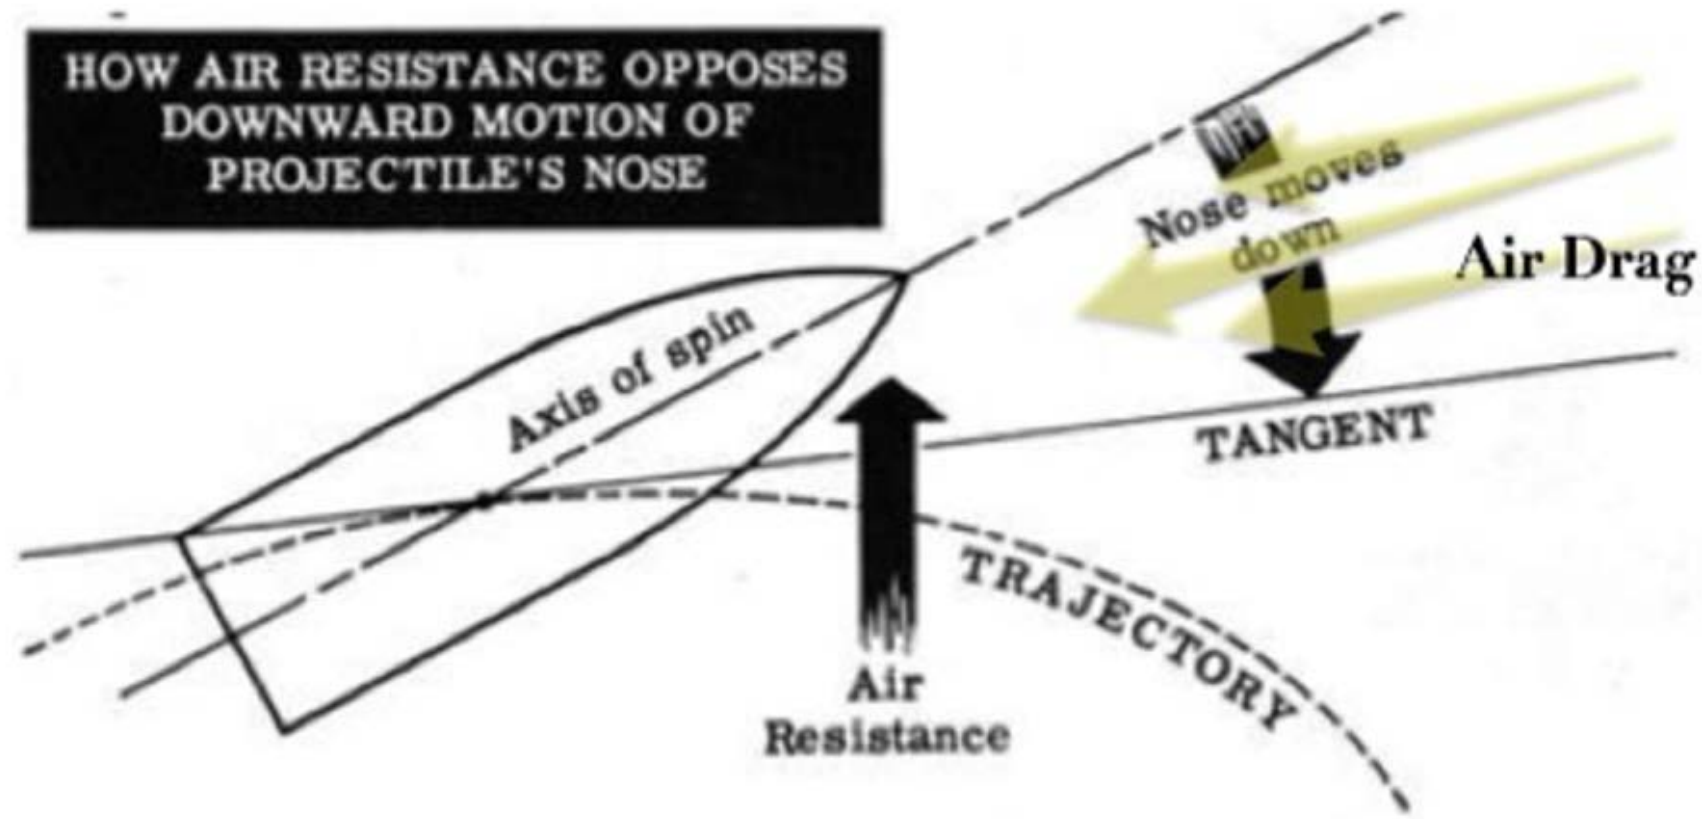 HOW AIR RESISTANCE OPPOSES
DOWNWARD MOTION OF
PROJECTILE'S NOSE
Nose moves
down
Air Drag
Axis of spin
TANGENT
TRAJECTORY
Air
Resistance